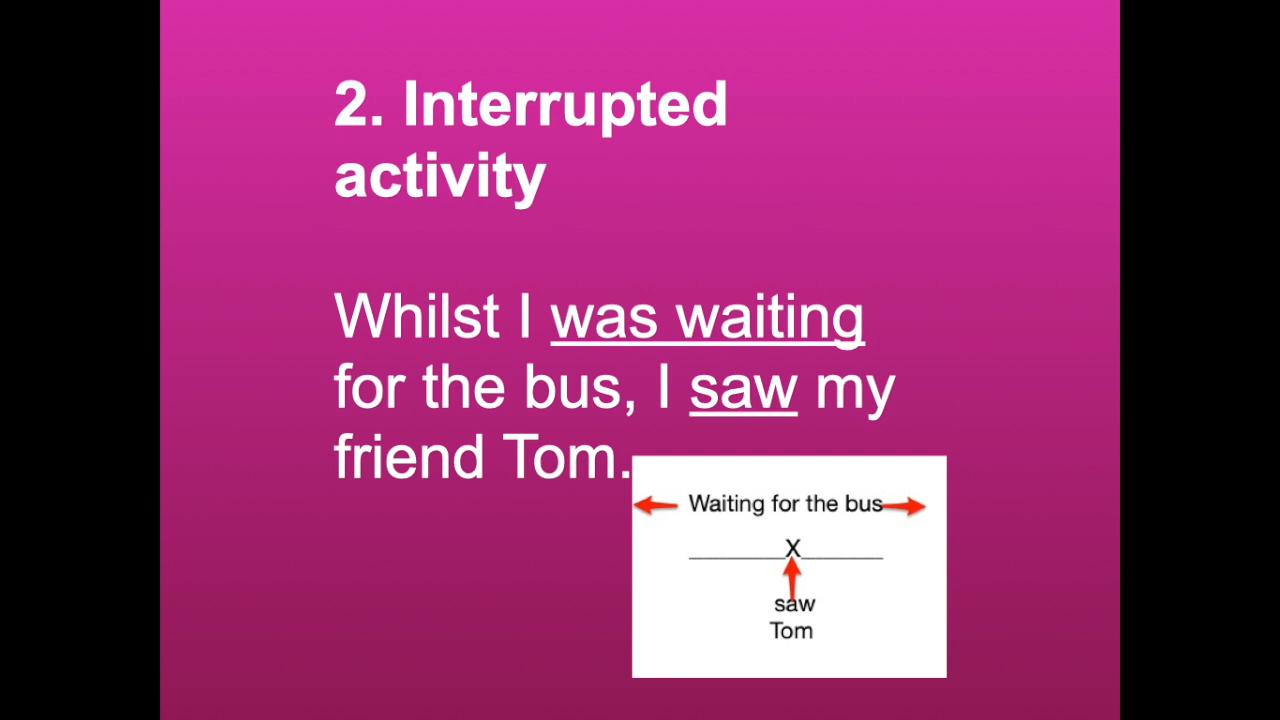 2. Interrupted
activity
Whilst I was waiting
for the bus, I saw my
friend Tom.
Waiting for the bus
________X_______
saw
Tom